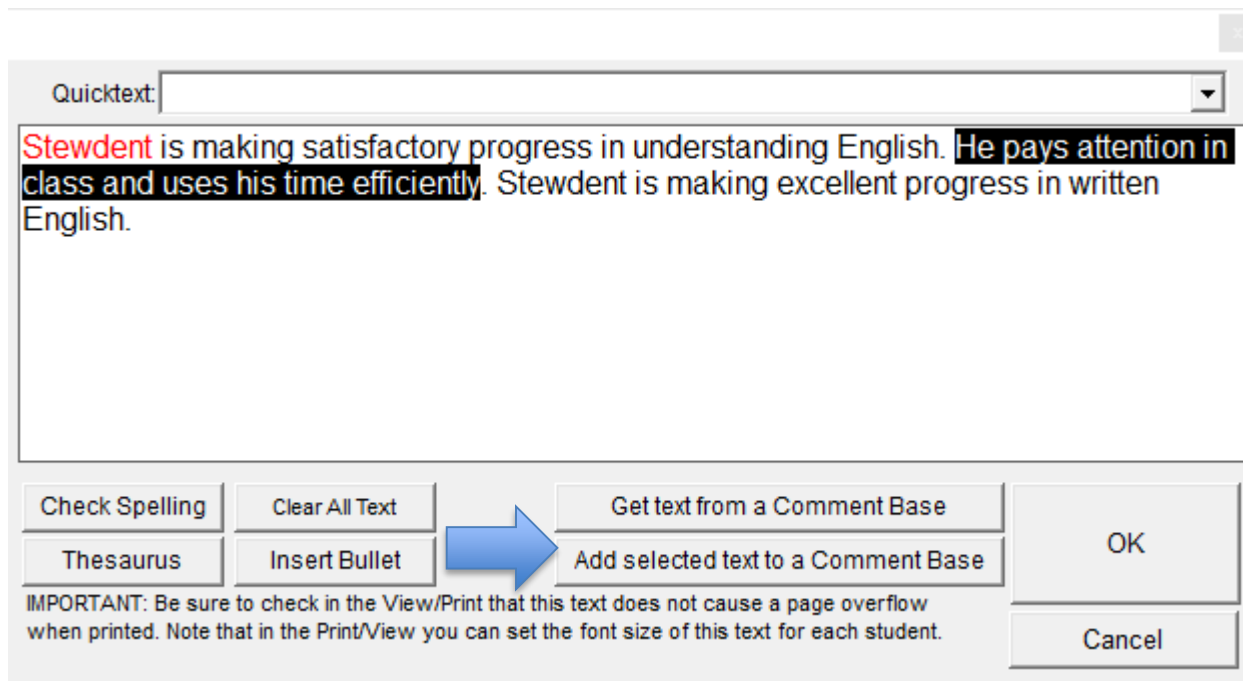 Quicktext:
Stewdent is making satisfactory progress in understanding English. He pays attention in
class and uses his time efficiently. Stewdent is making excellent progress in written
English.
Check Spelling
Clear All Text
Get text from a Comment Base
OK
Thesaurus
Insert Bullet
Add selected text to a Comment Base
IMPORTANT: Be sure to check in the View/Print that this text does not cause a page overflow
when printed. Note that in the Print/View you can set the font size of this text for each student.
Cancel